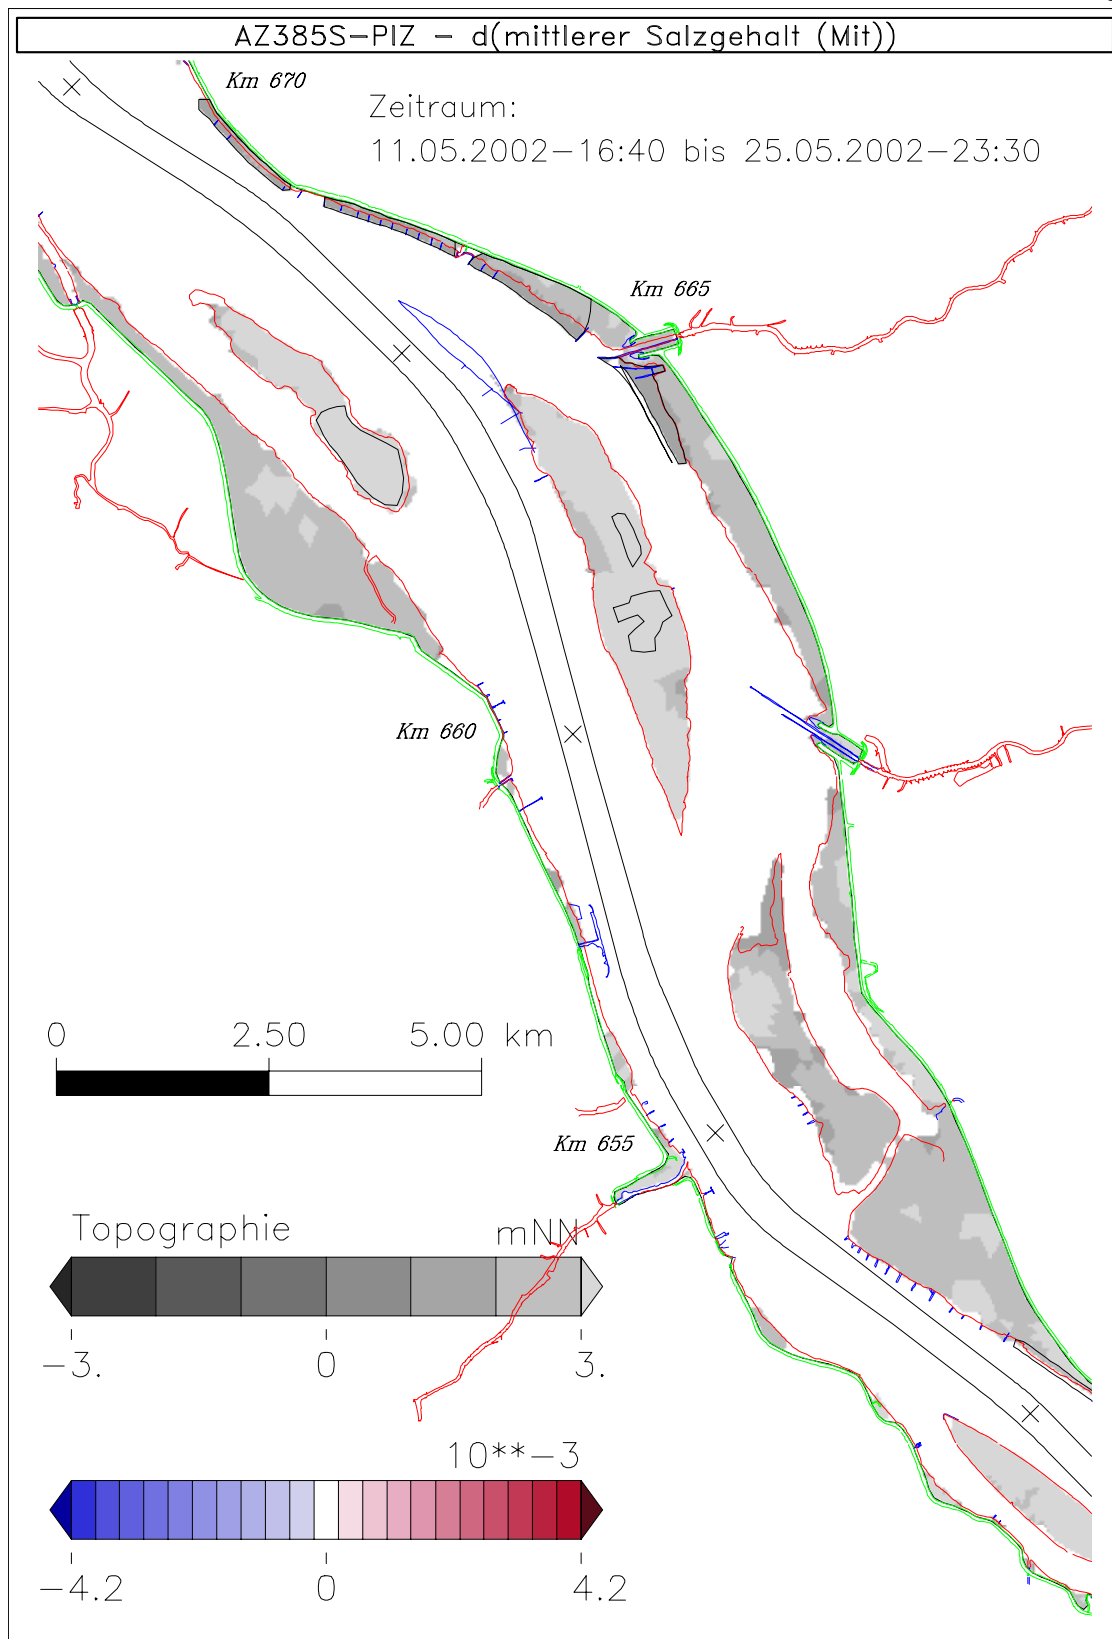 AZ385S-PIZ - d(mittlerer Salzgehalt (Mit))
Km 670
Zeitraum:
11.05.2002-16:40 bis 25.05.2002-23:30
Km 665
Km 660
0 2.50 5.00 km
Km 655
Topographie mNN
-3. 0 3.
10**-3
-4.2 0 4.2